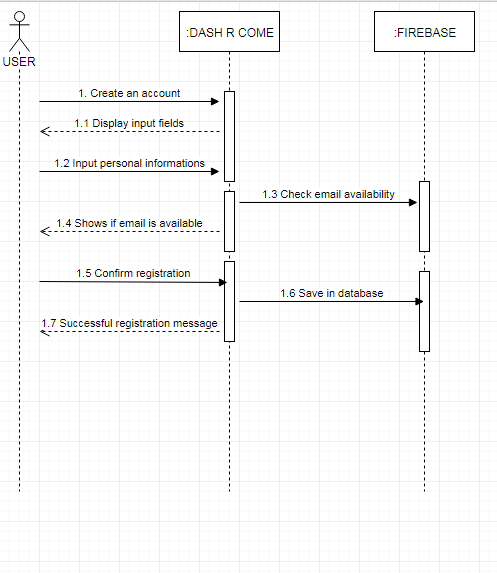 :DASH R COME
:FIREBASE
USER
1. Create an account
1.1 Display input fields
1.2 Input personal informations
1.3 Check email availability
1.4 Shows if email is available
1.5 Confirm registration
1.6 Save in database
1.7 Successful registration message